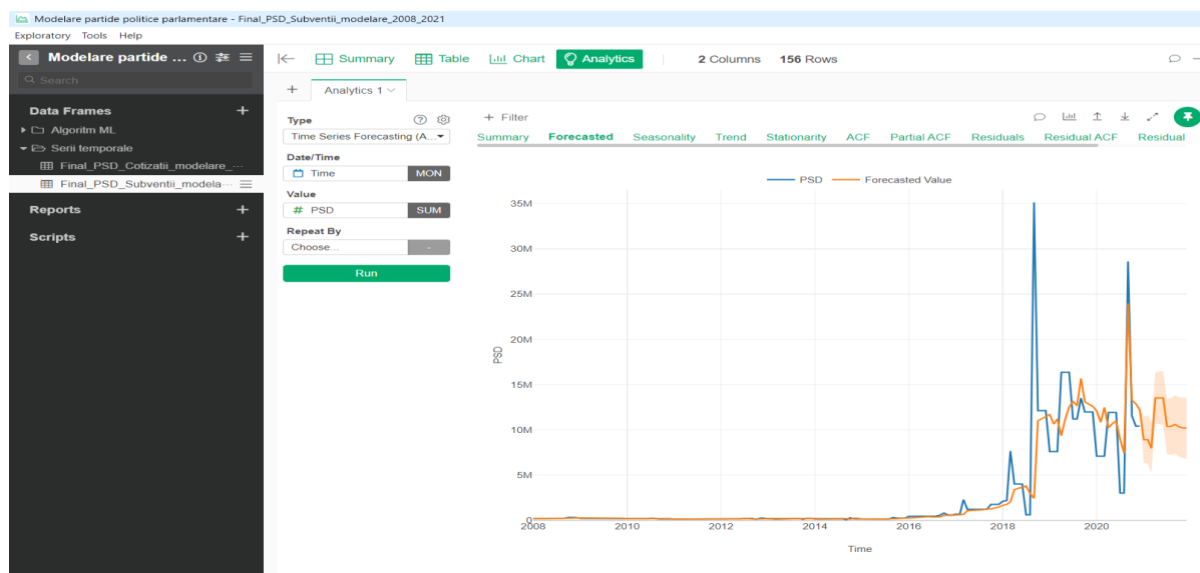 Modelare partide politice parlamentare - Final_PSD_Subventii_modelare_2008_2021
Exploratory Tools Help
Modelare partide ...
Summary Table Chart Analytics 2 Columns 156 Rows
Search
Analytics 1
Data Frames
Algoritm ML
Serii temporale
Final_PSD_Cotizatii_modelare_...
Final_PSD_Subventii_modela...
Reports
Scripts
Type
Time Series Forecasting (A...
Date/Time
Time MON
Value
# PSD SUM
Repeat By
Choose... -
Run
+ Filter
Summary Forecasted Seasonality Trend Stationarity ACF Partial ACF Residuals Residual ACF Residual
PSD Forecasted Value
35M
30M
25M
20M
15M
10M
5M
0
PSD
2008 2010 2012 2014 2016 2018 2020
Time